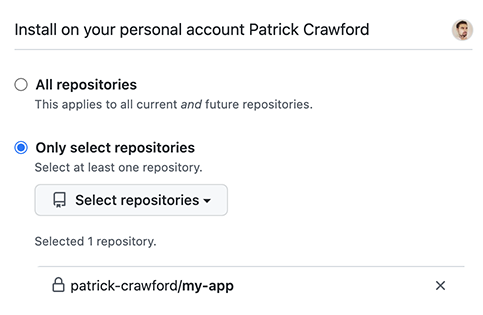 Install on your personal account Patrick Crawford
All repositories
This applies to all current and future repositories.
Only select repositories
Select at least one repository.
Select repositories
Selected 1 repository.
patrick-crawford/my-app